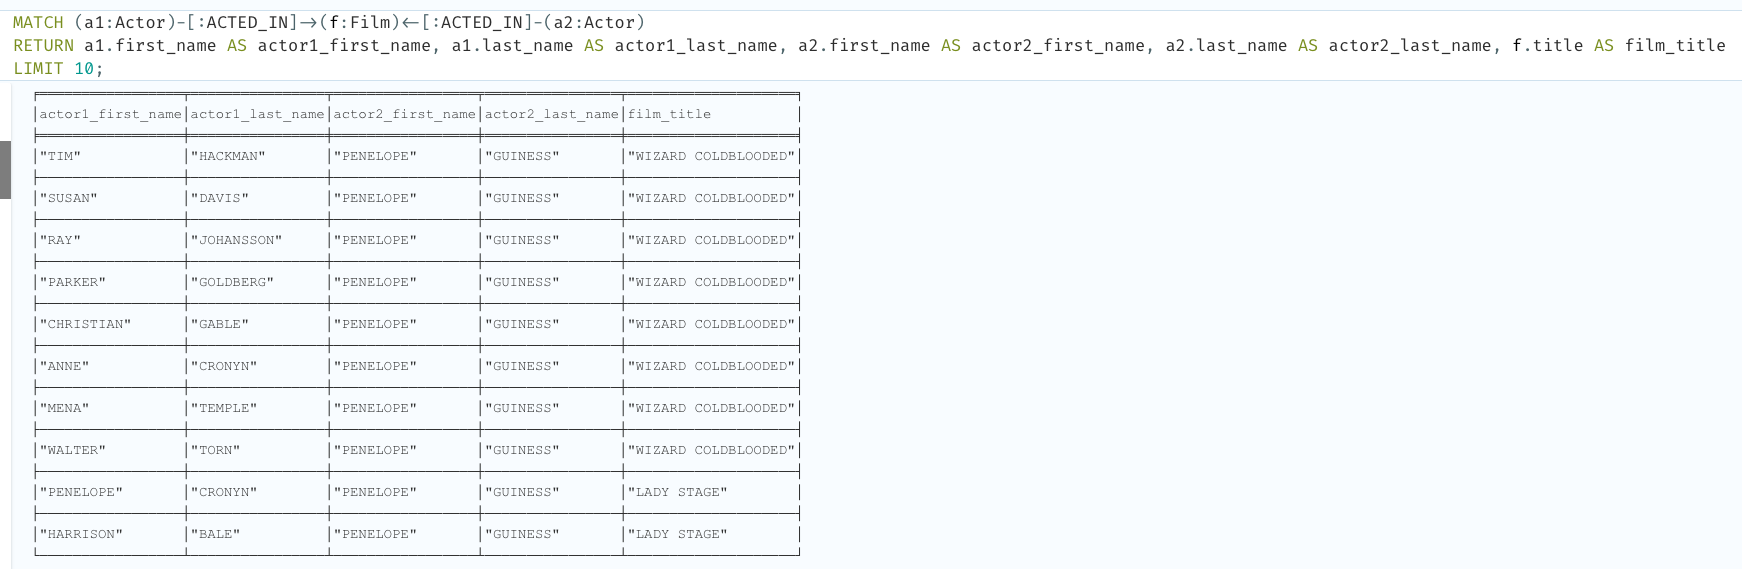 MATCH (a1:Actor)-[:ACTED_IN]->(f:Film)<-[:ACTED_IN]-(a2:Actor)
RETURN a1.first_name AS actor1_first_name, a1.last_name AS actor1_last_name, a2.first_name AS actor2_first_name, a2.last_name AS actor2_last_name, f.title AS film_title
LIMIT 10;
|actor1_first_name|actor1_last_name|actor2_first_name|actor2_last_name|film_title |
|"TIM" |"HACKMAN" |"PENELOPE" |"GUINESS" |"WIZARD COLDBLOODED"|
|"SUSAN" |"DAVIS" |"PENELOPE" |"GUINESS" |"WIZARD COLDBLOODED"|
|"RAY" |"JOHANSSON" |"PENELOPE" |"GUINESS" |"WIZARD COLDBLOODED"|
|"PARKER" |"GOLDBERG" |"PENELOPE" |"GUINESS" |"WIZARD COLDBLOODED"|
|"CHRISTIAN" |"GABLE" |"PENELOPE" |"GUINESS" |"WIZARD COLDBLOODED"|
|"ANNE" |"CRONYN" |"PENELOPE" |"GUINESS" |"WIZARD COLDBLOODED"|
|"MENA" |"TEMPLE" |"PENELOPE" |"GUINESS" |"WIZARD COLDBLOODED"|
|"WALTER" |"TORN" |"PENELOPE" |"GUINESS" |"WIZARD COLDBLOODED"|
|"PENELOPE" |"CRONYN" |"PENELOPE" |"GUINESS" |"LADY STAGE" |
|"HARRISON" |"BALE" |"PENELOPE" |"GUINESS" |"LADY STAGE" |